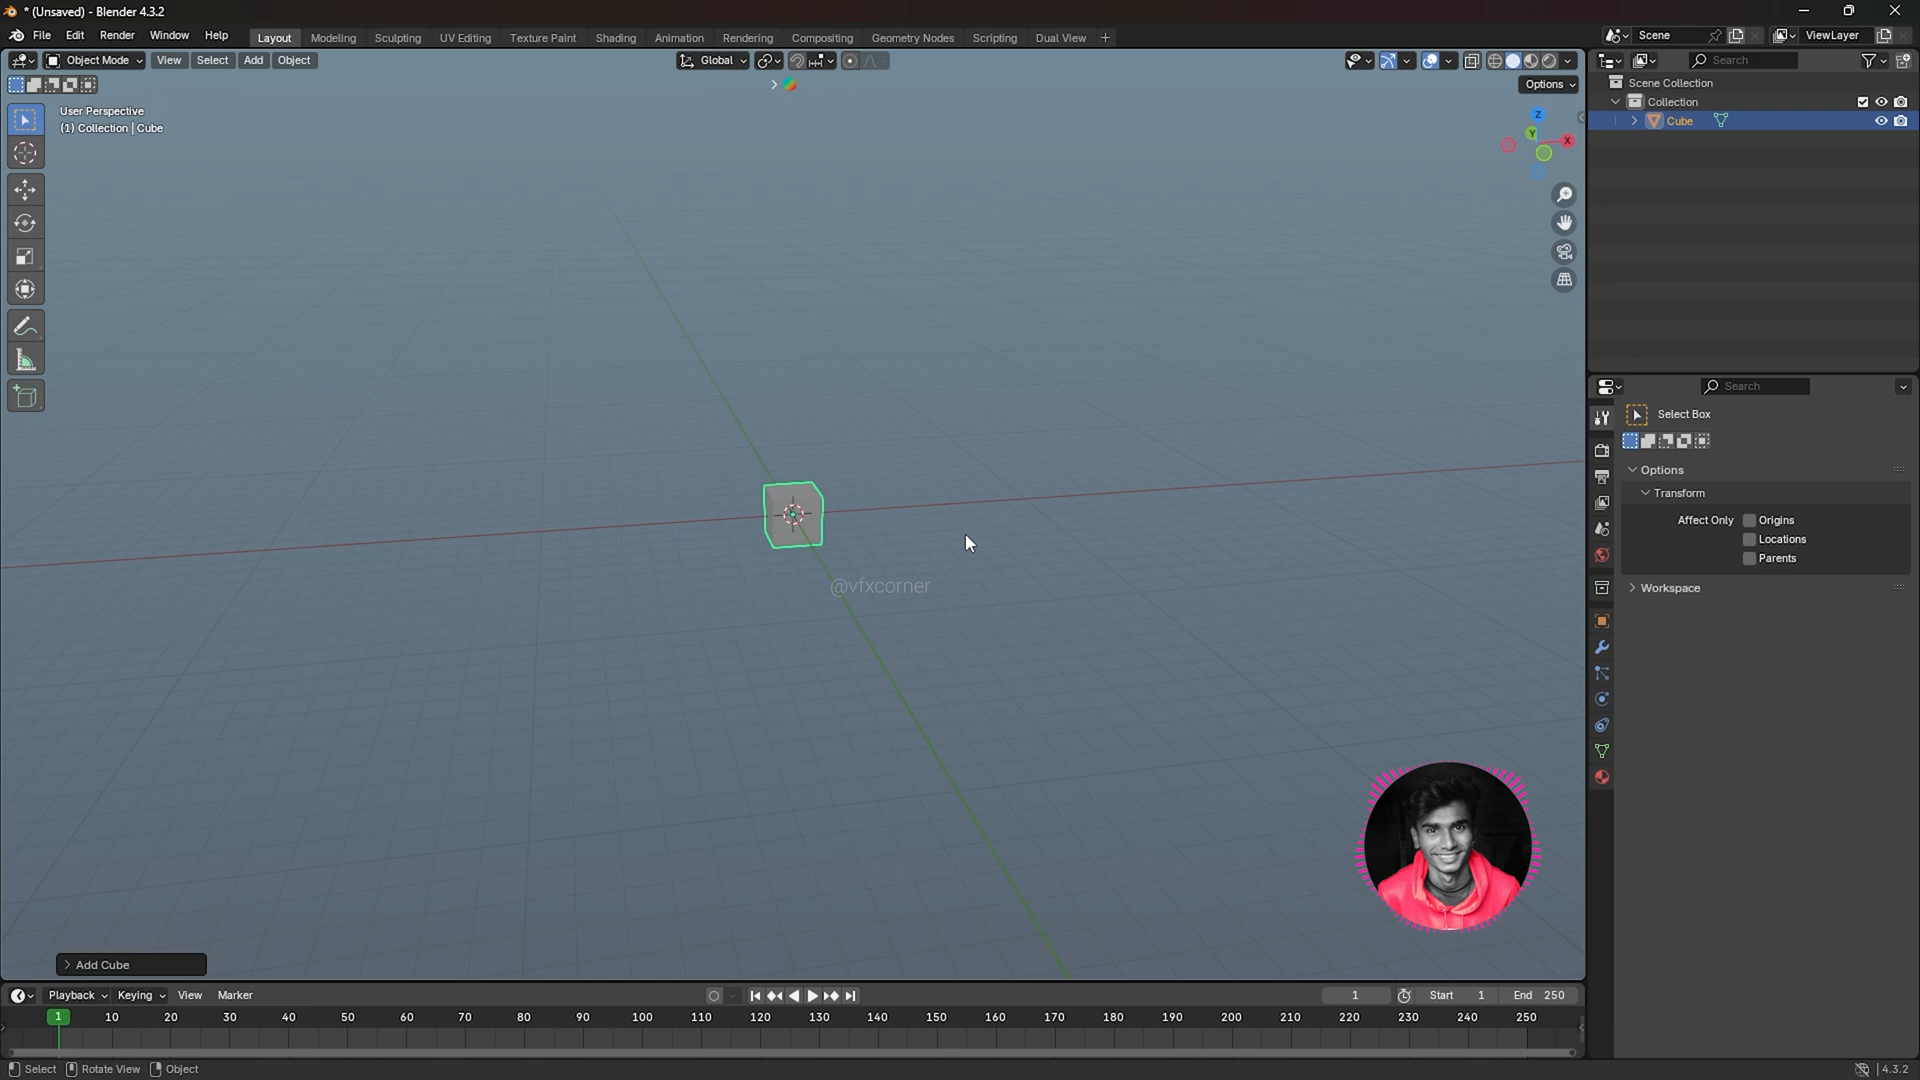 * (Unsaved) - Blender 4.3.2
File Edit Render Window Help Layout Modeling Sculpting UV Editing Texture Paint Shading Animation Rendering Compositing Geometry Nodes Scripting Dual View + Scene ViewLayer
Object Mode View Select Add Object Global Search
Options
User Perspective
(1) Collection | Cube
Z
Y
X
Scene Collection
Collection
Cube
Search
Select Box
Options
Transform
Affect Only Origins
Locations
Parents
Workspace
@vfxcorner
Add Cube
Playback Keying View Marker 1 Start 1 End 250
1 10 20 30 40 50 60 70 80 90 100 110 120 130 140 150 160 170 180 190 200 210 220 230 240 250
Select Rotate View Object 4.3.2